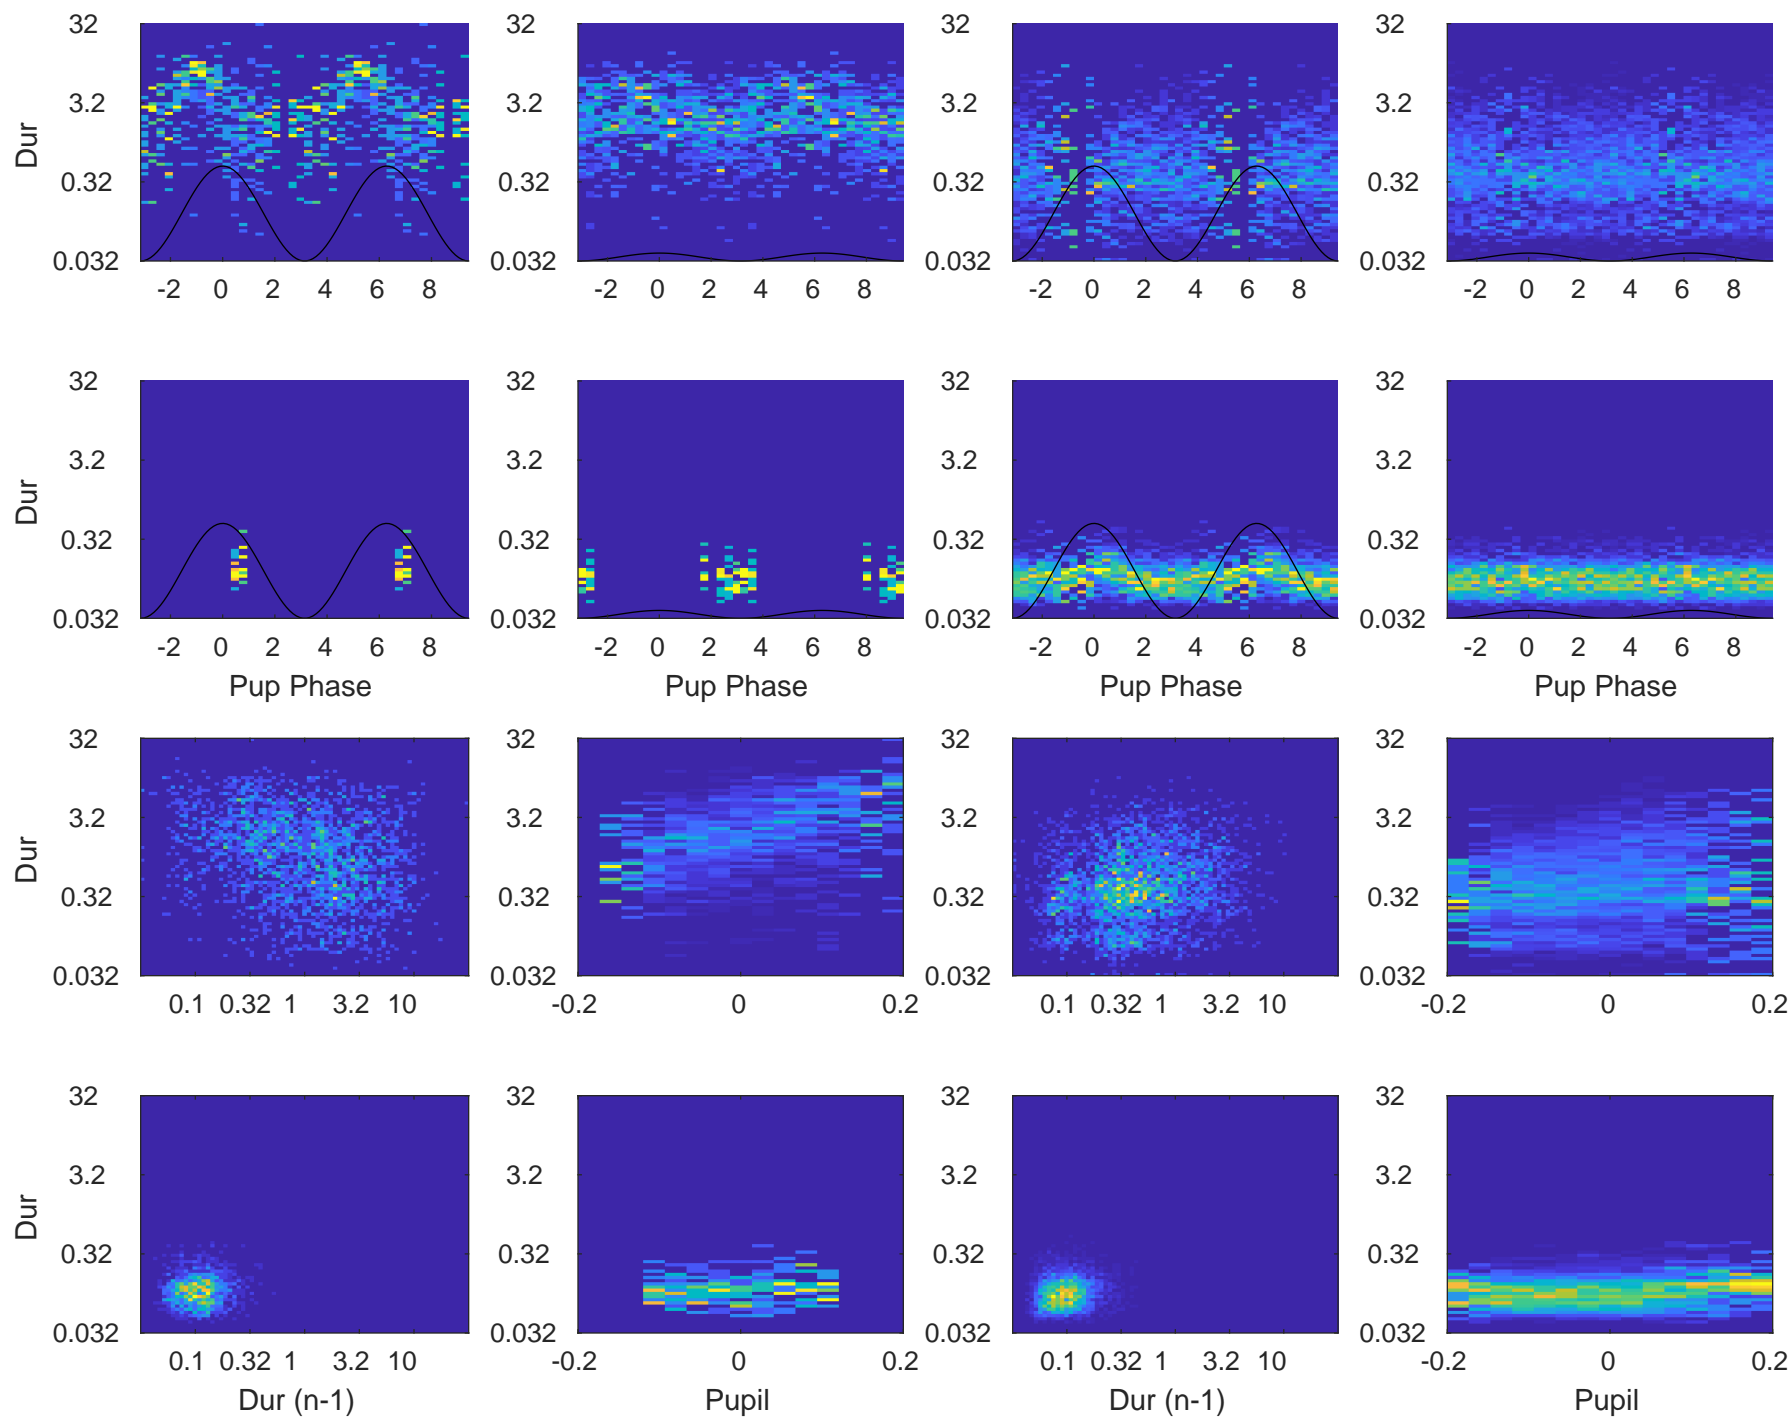 32 32 32 32
3.2 3.2 3.2 3.2
Dur
0.32 0.32 0.32 0.32
0.032 0.032 0.032 0.032
-2 0 2 4 6 8 -2 0 2 4 6 8 -2 0 2 4 6 8 -2 0 2 4 6 8
32 32 32 32
3.2 3.2 3.2 3.2
Dur
0.32 0.32 0.32 0.32
0.032 0.032 0.032 0.032
-2 0 2 4 6 8 -2 0 2 4 6 8 -2 0 2 4 6 8 -2 0 2 4 6 8
Pup Phase Pup Phase Pup Phase Pup Phase
32 32 32 32
3.2 3.2 3.2 3.2
Dur
0.32 0.32 0.32 0.32
0.032 0.032 0.032 0.032
0.1 0.32 1 3.2 10 -0.2 0 0.2 0.1 0.32 1 3.2 10 -0.2 0 0.2
32 32 32 32
3.2 3.2 3.2 3.2
Dur
0.32 0.32 0.32 0.32
0.032 0.032 0.032 0.032
0.1 0.32 1 3.2 10 -0.2 0 0.2 0.1 0.32 1 3.2 10 -0.2 0 0.2
Dur (n-1) Pupil Dur (n-1) Pupil